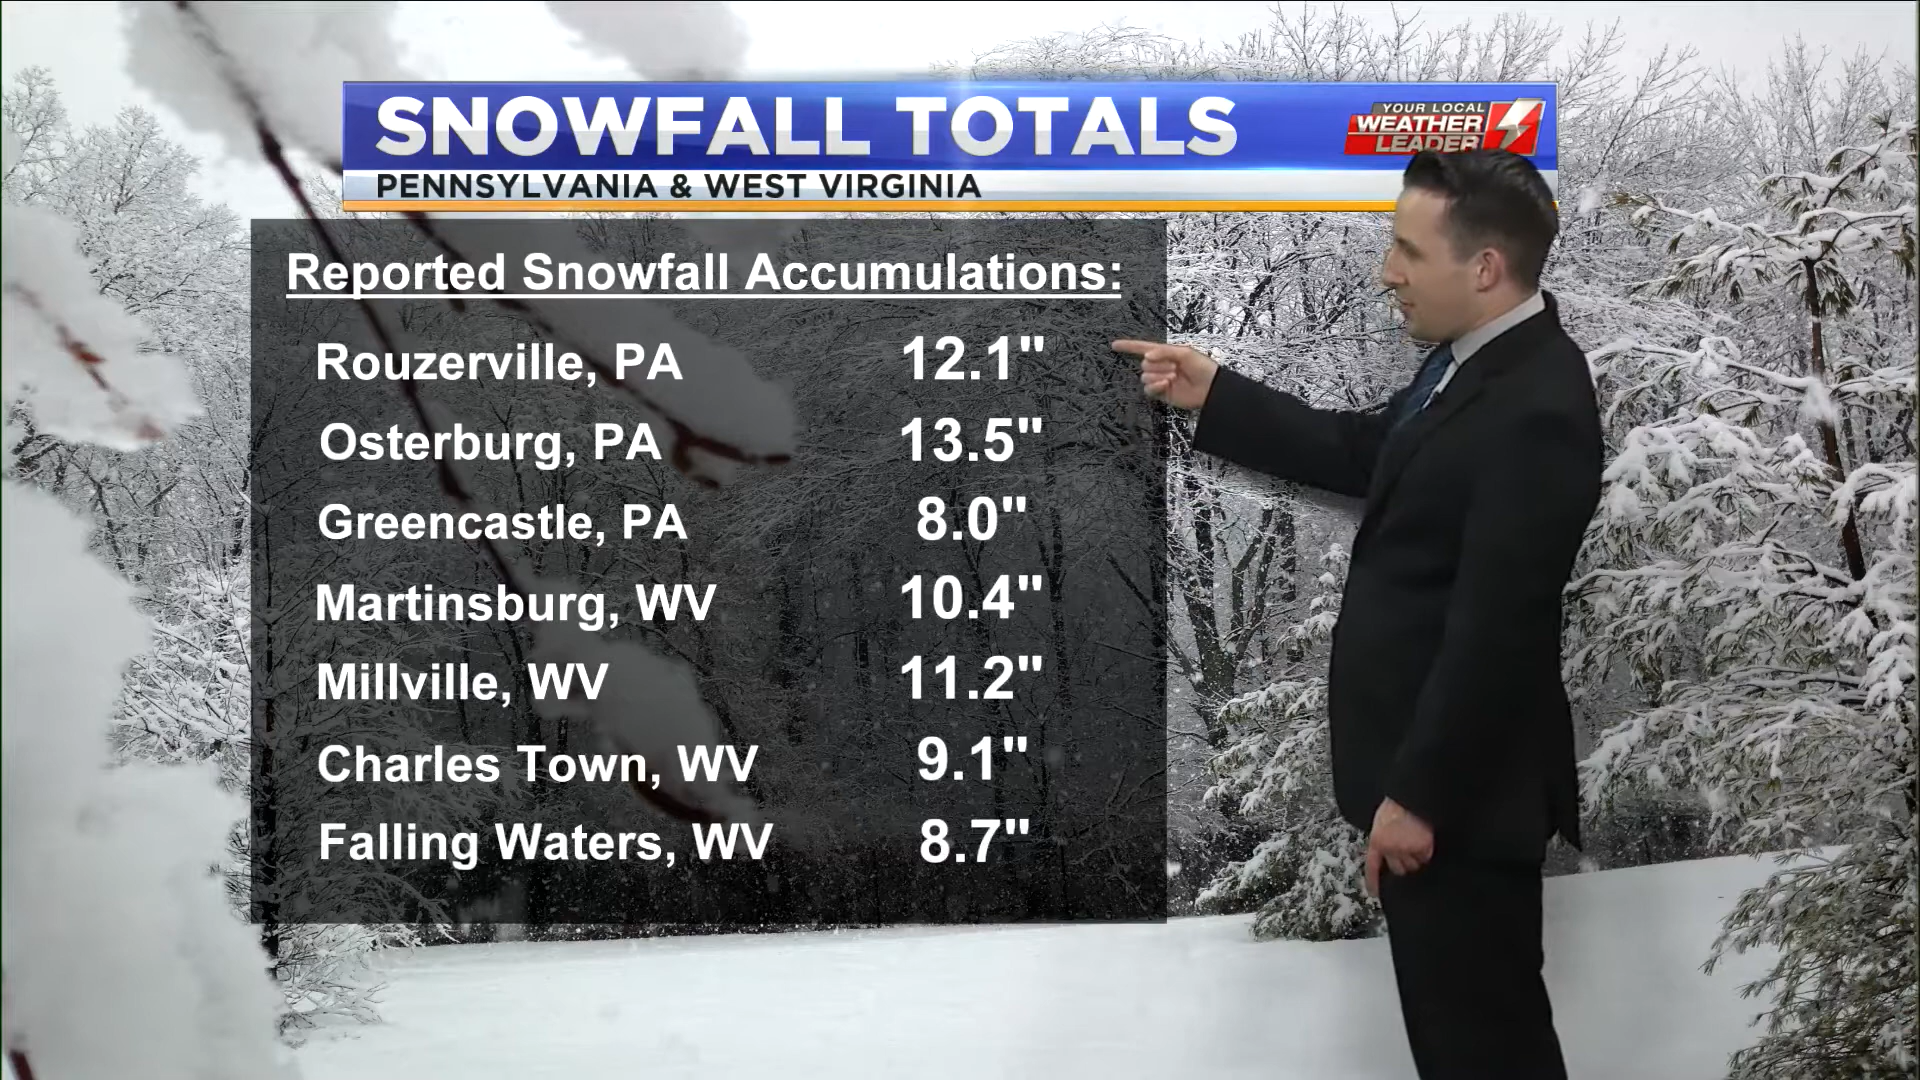 SNOWFALL TOTALS
YOUR LOCAL
WEATHER
LEADER
PENNSYLVANIA & WEST VIRGINIA
Reported Snowfall Accumulations:
Rouzerville, PA 12.1"
Osterburg, PA 13.5"
Greencastle, PA 8.0"
Martinsburg, WV 10.4"
Millville, WV 11.2"
Charles Town, WV 9.1"
Falling Waters, WV 8.7"